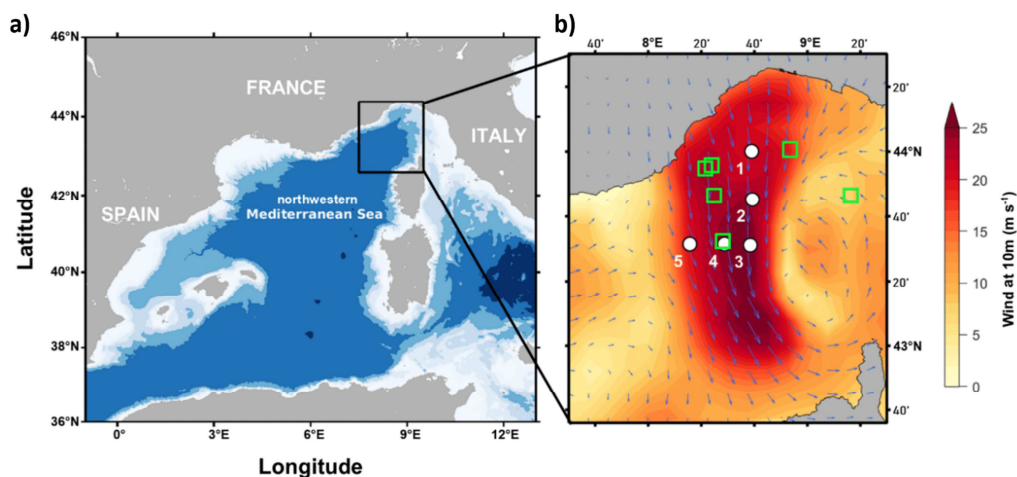 a)
46°N
44°N
42°N
40°N
38°N
36°N
Latitude
FRANCE
ITALY
SPAIN
northwestern
Mediterranean Sea
0°
3°E
6°E
9°E
12°E
Longitude
b)
40'
8°E
20'
40'
9°E
20'
20'
44°N
40'
20'
43°N
40'
1
2
5
4
3
25
20
15
10
5
0
Wind at 10m (m s⁻¹)